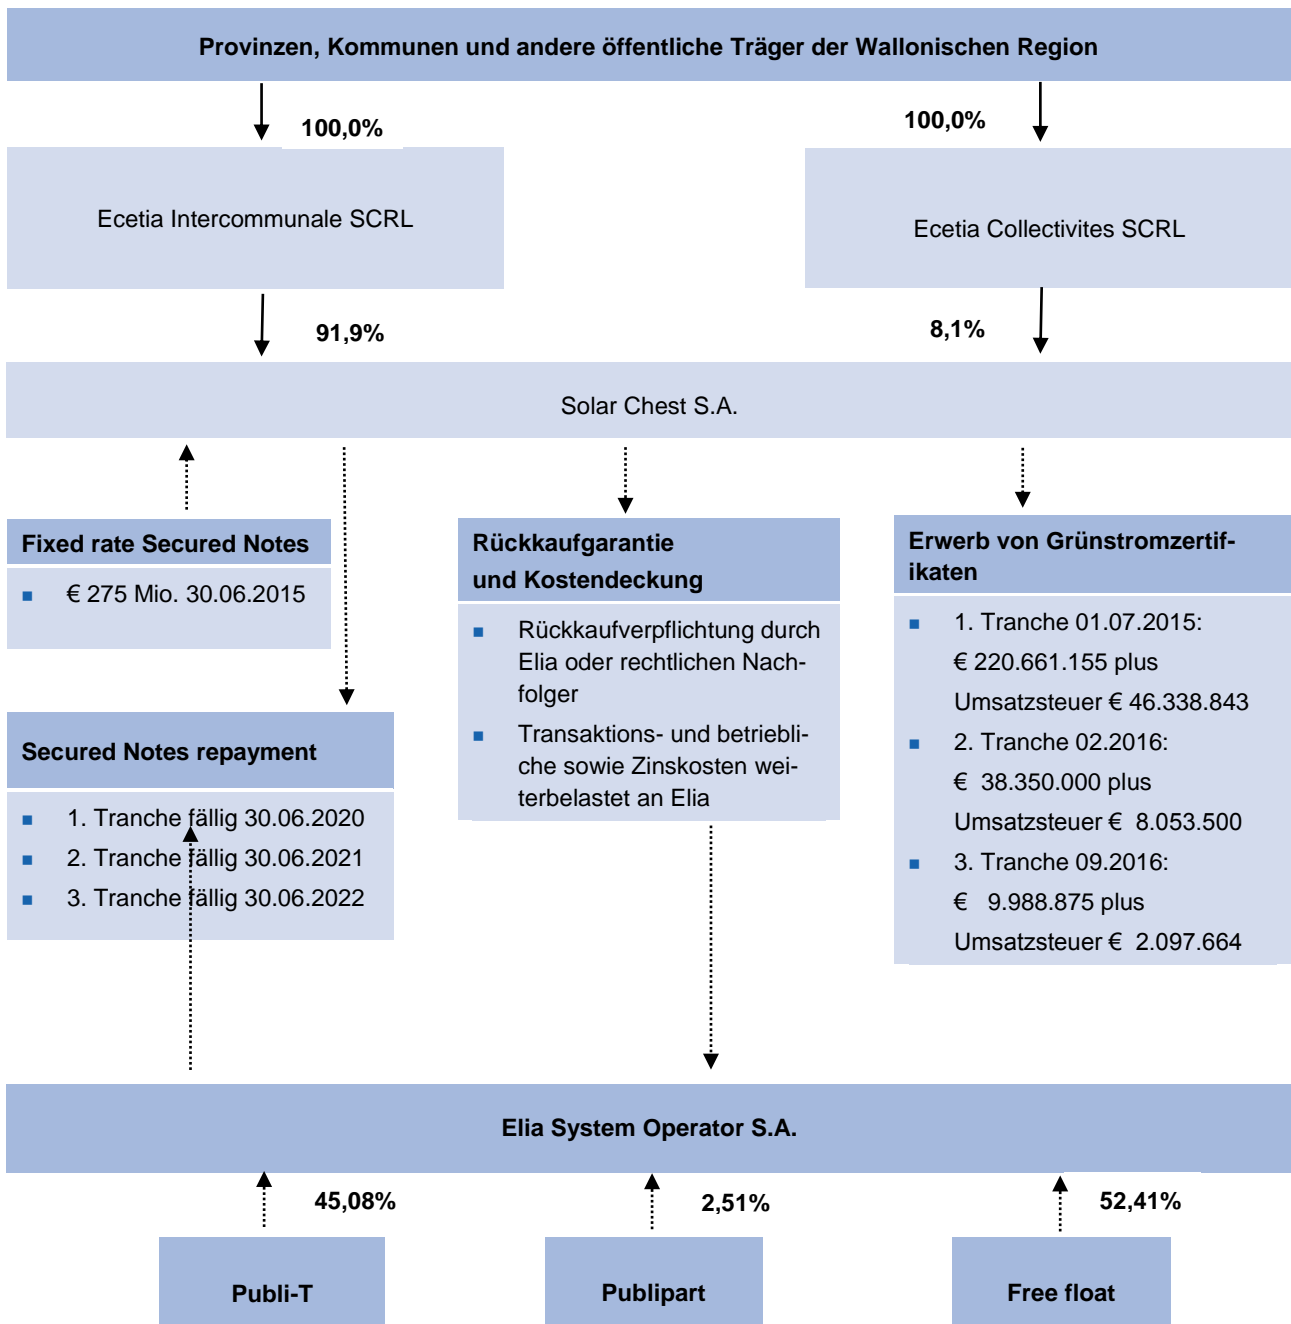 Provinzen, Kommunen und andere öffentliche Träger der Wallonischen Region
100,0%
100,0%
Ecetia Intercommunale SCRL
Ecetia Collectivites SCRL
91,9%
8,1%
Solar Chest S.A.
Fixed rate Secured Notes
€ 275 Mio. 30.06.2015
Secured Notes repayment
1. Tranche fällig 30.06.2020
2. Tranche fällig 30.06.2021
3. Tranche fällig 30.06.2022
Rückkaufgarantie
und Kostendeckung
Rückkaufverpflichtung durch
Elia oder rechtlichen Nach-
folger
Transaktions- und betriebli-
che sowie Zinskosten wei-
terbelastet an Elia
Erwerb von Grünstromzertif-
ikaten
1. Tranche 01.07.2015:
€ 220.661.155 plus
Umsatzsteuer € 46.338.843
2. Tranche 02.2016:
€ 38.350.000 plus
Umsatzsteuer € 8.053.500
3. Tranche 09.2016:
€ 9.988.875 plus
Umsatzsteuer € 2.097.664
Elia System Operator S.A.
45,08%
2,51%
52,41%
Publi-T
Publipart
Free float